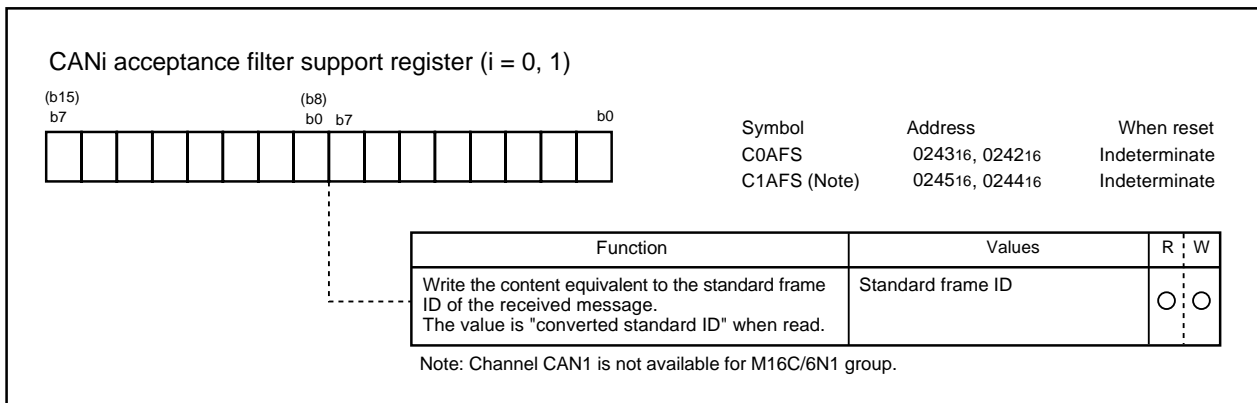 CANi acceptance filter support register (i = 0, 1)
(b15) (b8)
b7 b0 b7 b0
Symbol Address When reset
C0AFS 024316, 024216 Indeterminate
C1AFS (Note) 024516, 024416 Indeterminate
Function Values R W
Write the content equivalent to the standard frame Standard frame ID
ID of the received message. ○ ○
The value is "converted standard ID" when read.
Note: Channel CAN1 is not available for M16C/6N1 group.